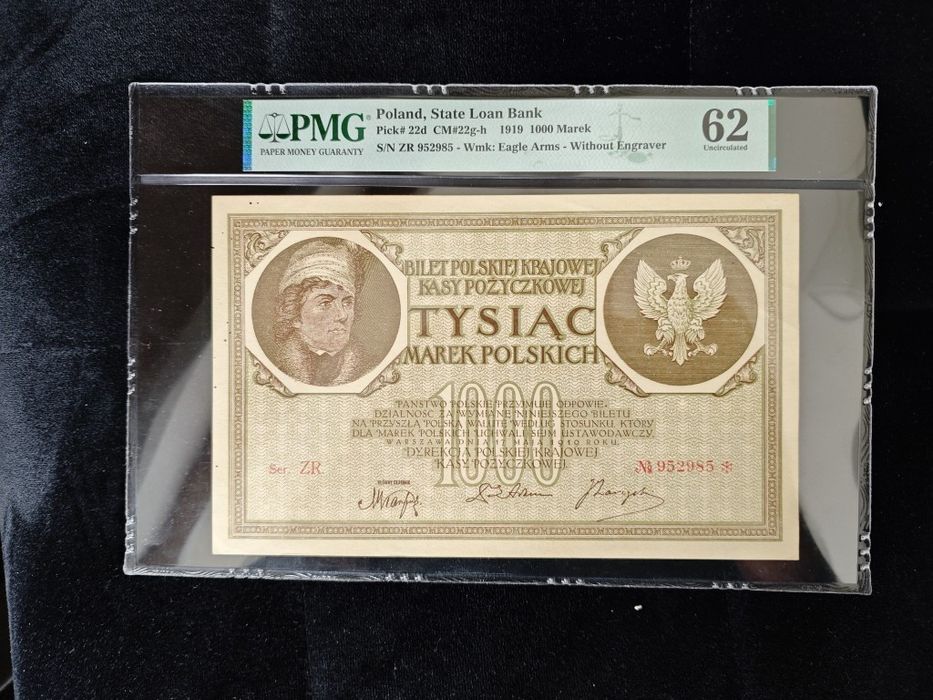 PMG
PAPER MONEY GUARANTY
Poland, State Loan Bank
Pick# 22d CM#22g-h 1919 1000 Marek
S/N ZR 952985 - Wmk: Eagle Arms - Without Engraver
62
Uncirculated
BILET POLSKIEJ KRAJOWEJ
KASY POŻYCZKOWEJ
TYSIĄC
MAREK POLSKICH
1000
PAŃSTWO POLSKIE PRZYJMUJE ODPOWIE-
DZIALNOŚĆ ZA WYMIANĘ NINIEJSZEGO BILETU
NA PRZYSZŁĄ POLSKĄ WALUTĘ WEDŁUG STOSUNKU, KTÓRY
DLA MAREK POLSKICH UCHWALI SEJM USTAWODAWCZY
WARSZAWA DNIA 17 MAJA 1919 ROKU.
DYREKCJA POLSKIEJ KRAJOWEJ
KASY POŻYCZKOWEJ
Ser. ZR.
№ 952985 *